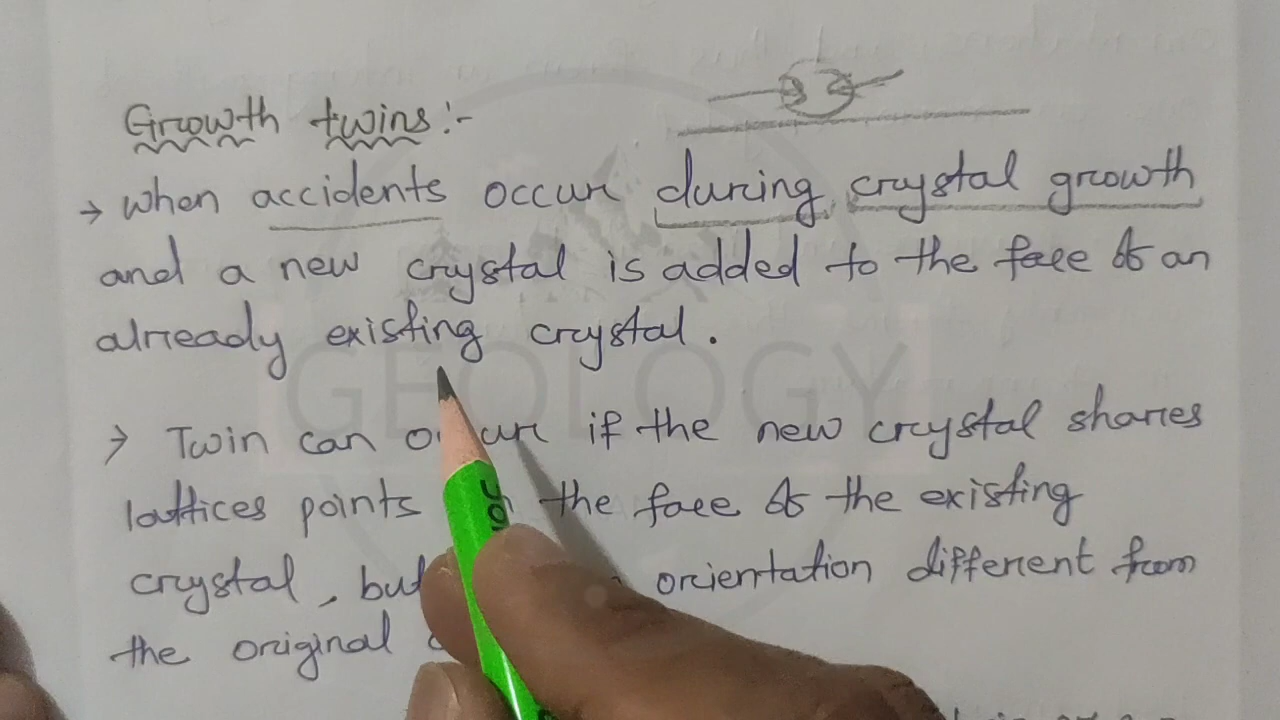 Growth twins :-
→ When accidents occur during crystal growth
and a new crystal is added to the face of an
already existing crystal.
→ Twin can occur if the new crystal shares
lattices points the face of the existing
crystal, but orientation different from
the original
GEOLOGY